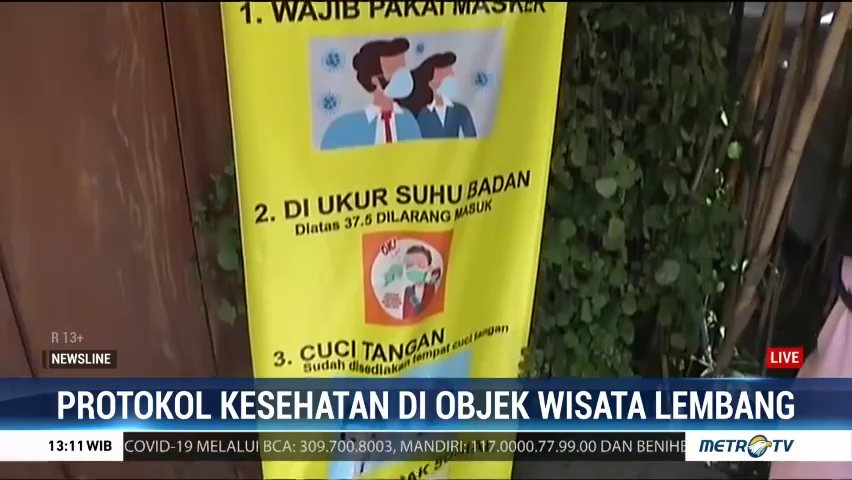 1. WAJIB PAKAI MASKER
2. DI UKUR SUHU BADAN
Diatas 37.5 DILARANG MASUK
3. CUCI TANGAN
Sudah disediakan tempat cuci tangan
R 13+
NEWSLINE
LIVE
PROTOKOL KESEHATAN DI OBJEK WISATA LEMBANG
13:11 WIB
COVID-19 MELALUI BCA: 309.700.8003, MANDIRI: 117.0000.77.99.00 DAN BENIHE
METRO TV